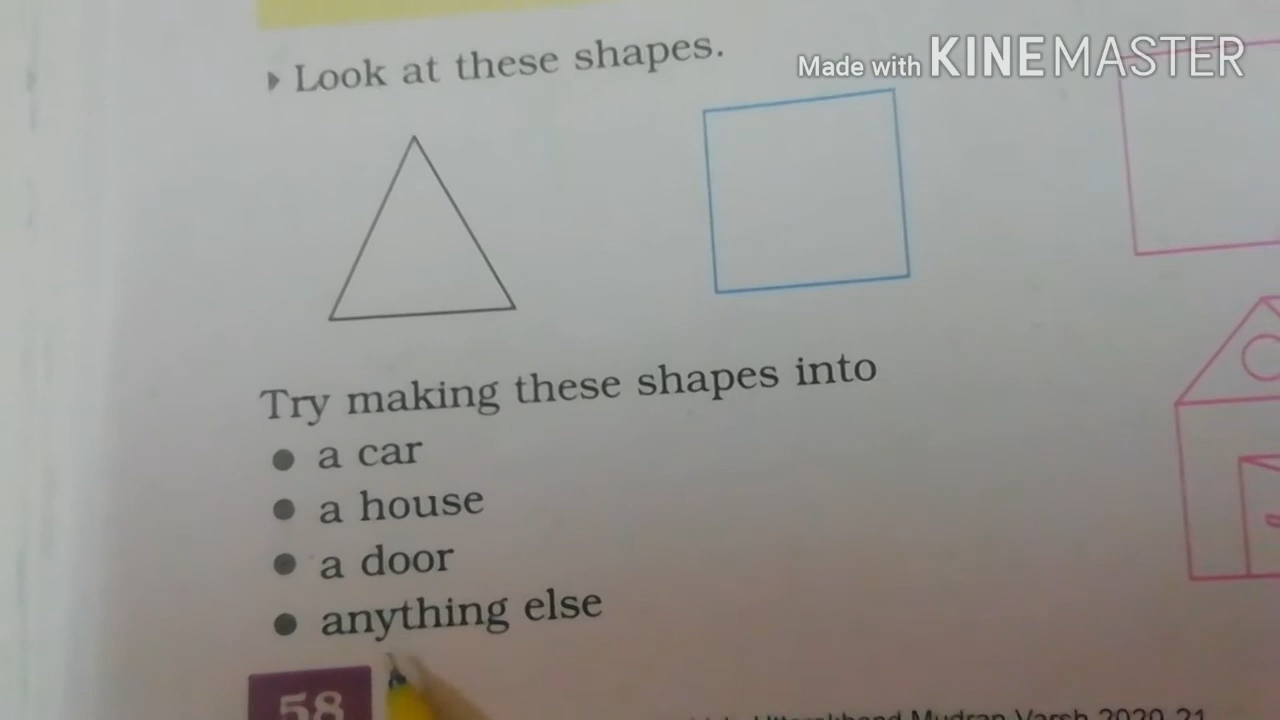 Look at these shapes.
Made with KINEMASTER
Try making these shapes into
a car
a house
a door
anything else
58
Uttarakhand Mudran Varsh 2020-21